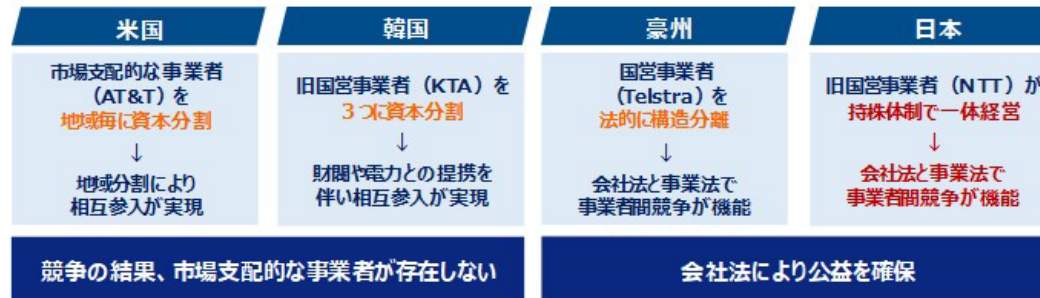 米国
市場支配的な事業者
(AT&T) を
地域毎に資本分割
↓
地域分割により
相互参入が実現
韓国
旧国営事業者(KTA)を
3つに資本分割
↓
財閥や電力との提携を
伴い相互参入が実現
豪州
国営事業者
(Telstra) を
法的に構造分離
↓
会社法と事業法で
事業者間競争が機能
日本
旧国営事業者(NTT)が
持株体制で一体経営
↓
会社法と事業法で
事業者間競争が機能
競争の結果、市場支配的な事業者が存在しない
会社法により公益を確保